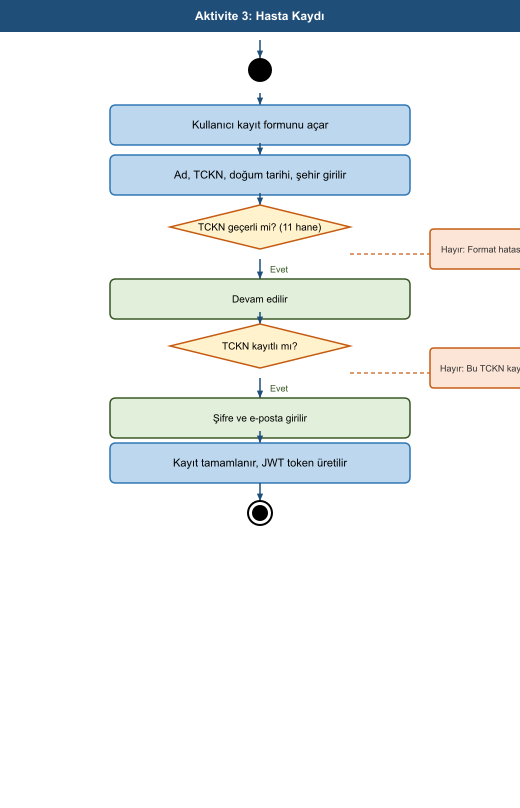 Aktivite 3: Hasta Kaydı
Kullanıcı kayıt formunu açar
Ad, TCKN, doğum tarihi, şehir girilir
TCKN geçerli mi? (11 hane)
Hayır: Format
Evet
Devam edilir
TCKN kayıtlı mı?
Hayır: Bu TCKN
Evet
Şifre ve e-posta girilir
Kayıt tamamlanır, JWT token üretilir